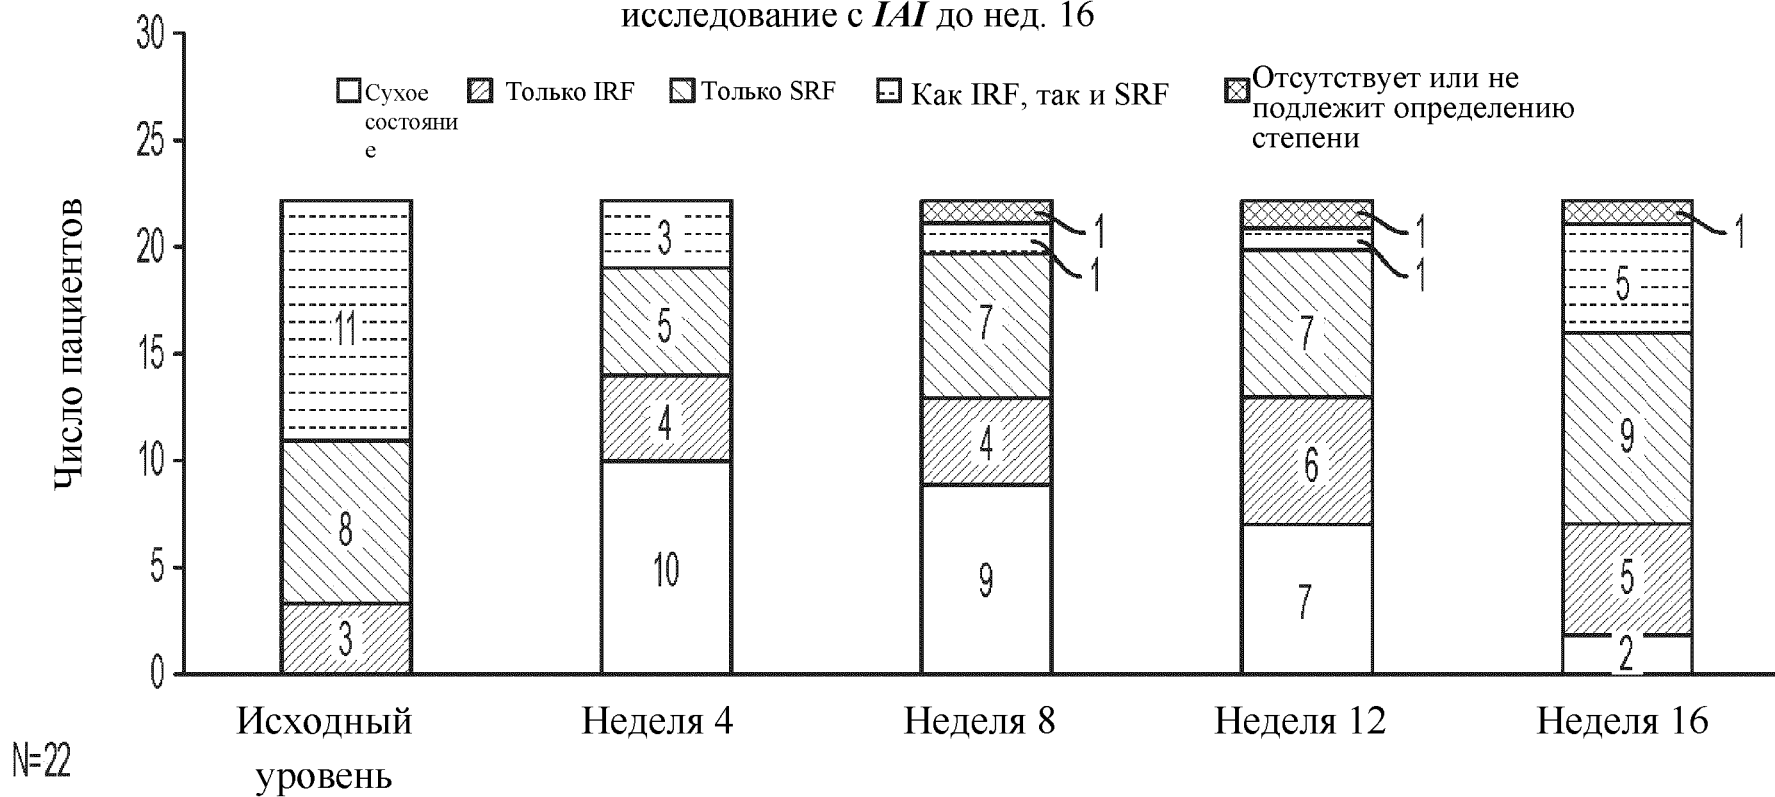 исследование с IAI до нед. 16
30
25
20
15
10
5
0
Число пациентов
Сухое
состояни
е
Только IRF
Только SRF
Как IRF, так и SRF
Отсутствует или не
подлежит определению
степени
11
8
3
3
5
4
10
1
1
7
4
9
1
1
7
6
7
1
5
9
5
2
Исходный
уровень
Неделя 4
Неделя 8
Неделя 12
Неделя 16
N=22